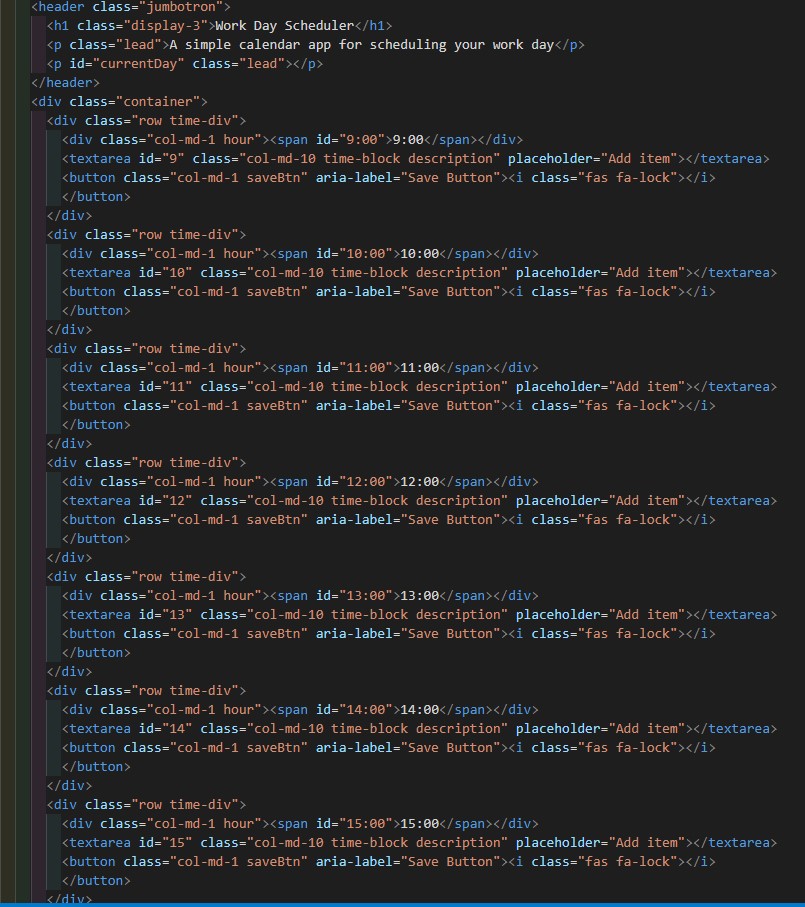 <header class="jumbotron">
<h1 class="display-3">Work Day Scheduler</h1>
<p class="lead">A simple calendar app for scheduling your work day</p>
<p id="currentDay" class="lead"></p>
</header>
<div class="container">
<div class="row time-div">
<div class="col-md-1 hour"><span id="9:00">9:00</span></div>
<textarea id="9" class="col-md-10 time-block description" placeholder="Add item"></textarea>
<button class="col-md-1 saveBtn" aria-label="Save Button"><i class="fas fa-lock"></i>
</button>
</div>
<div class="row time-div">
<div class="col-md-1 hour"><span id="10:00">10:00</span></div>
<textarea id="10" class="col-md-10 time-block description" placeholder="Add item"></textarea>
<button class="col-md-1 saveBtn" aria-label="Save Button"><i class="fas fa-lock"></i>
</button>
</div>
<div class="row time-div">
<div class="col-md-1 hour"><span id="11:00">11:00</span></div>
<textarea id="11" class="col-md-10 time-block description" placeholder="Add item"></textarea>
<button class="col-md-1 saveBtn" aria-label="Save Button"><i class="fas fa-lock"></i>
</button>
</div>
<div class="row time-div">
<div class="col-md-1 hour"><span id="12:00">12:00</span></div>
<textarea id="12" class="col-md-10 time-block description" placeholder="Add item"></textarea>
<button class="col-md-1 saveBtn" aria-label="Save Button"><i class="fas fa-lock"></i>
</button>
</div>
<div class="row time-div">
<div class="col-md-1 hour"><span id="13:00">13:00</span></div>
<textarea id="13" class="col-md-10 time-block description" placeholder="Add item"></textarea>
<button class="col-md-1 saveBtn" aria-label="Save Button"><i class="fas fa-lock"></i>
</button>
</div>
<div class="row time-div">
<div class="col-md-1 hour"><span id="14:00">14:00</span></div>
<textarea id="14" class="col-md-10 time-block description" placeholder="Add item"></textarea>
<button class="col-md-1 saveBtn" aria-label="Save Button"><i class="fas fa-lock"></i>
</button>
</div>
<div class="row time-div">
<div class="col-md-1 hour"><span id="15:00">15:00</span></div>
<textarea id="15" class="col-md-10 time-block description" placeholder="Add item"></textarea>
<button class="col-md-1 saveBtn" aria-label="Save Button"><i class="fas fa-lock"></i>
</button>
</div>